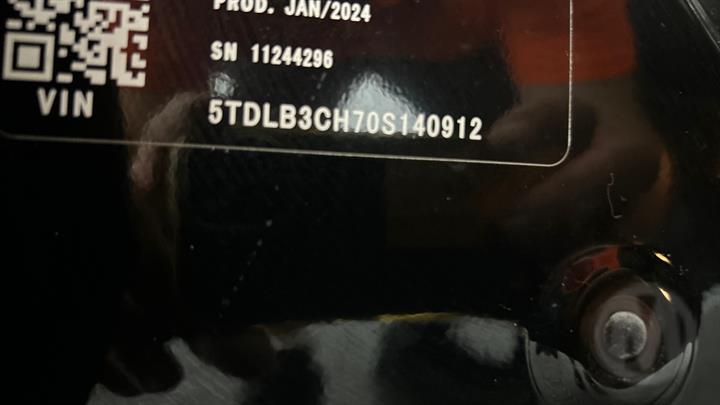 PROD. JAN/2024
SN 11244296
VIN
5TDLB3CH70S140912